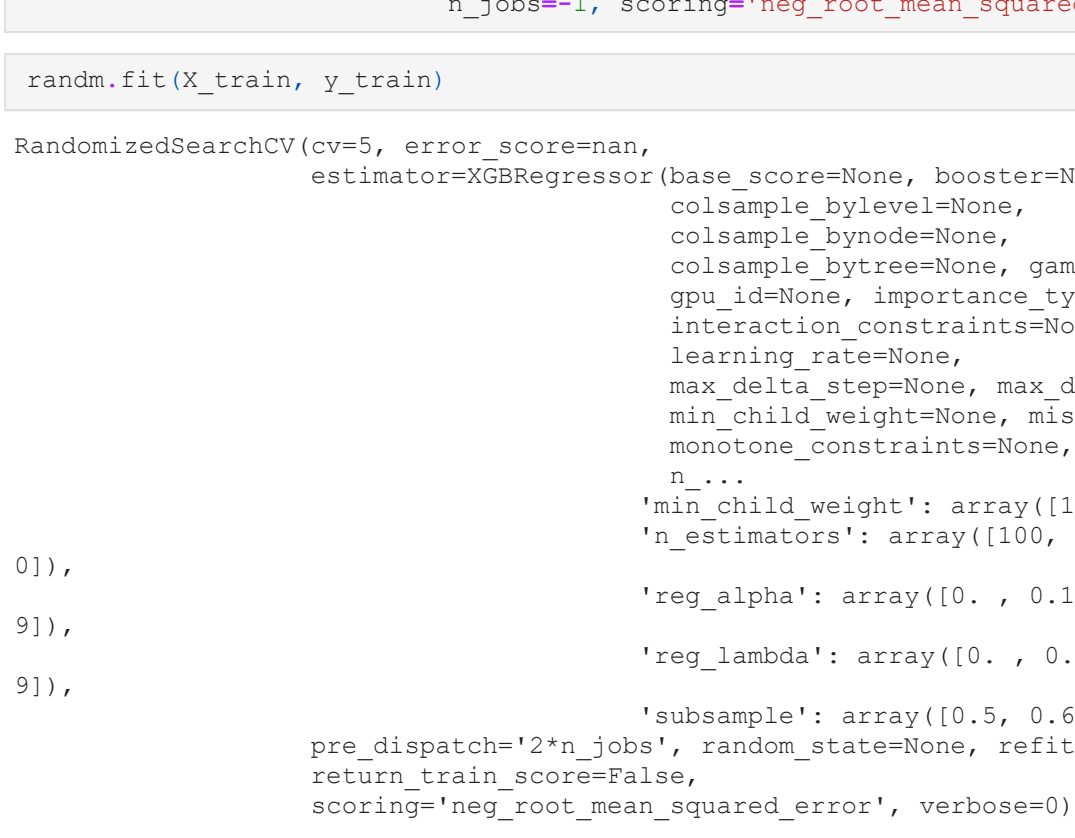 n_jobs=-1, scoring='neg_root_mean_squared
randm.fit(X_train, y_train)
RandomizedSearchCV(cv=5, error_score=nan,
estimator=XGBRegressor(base_score=None, booster=N
colsample_bylevel=None,
colsample_bynode=None,
colsample_bytree=None, gam
gpu_id=None, importance_ty
interaction_constraints=No
learning_rate=None,
max_delta_step=None, max_d
min_child_weight=None, mis
monotone_constraints=None,
n_...
'min_child_weight': array([1
'n_estimators': array([100,
0]),
'reg_alpha': array([0. , 0.1
9]),
'reg_lambda': array([0. , 0.
9]),
'subsample': array([0.5, 0.6
pre_dispatch='2*n_jobs', random_state=None, refit
return_train_score=False,
scoring='neg_root_mean_squared_error', verbose=0)